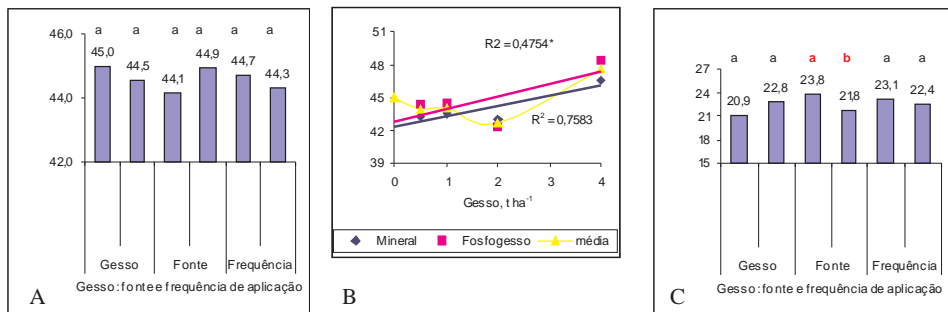 a a a a a a
46,0
45,0
44,5
44,1
44,9
44,7
44,3
44,0
42,0
Gesso Fonte Frequência
Gesso: fonte e frequência de aplicação
A
51
48
45
42
39
R2 = 0,4754*
R² = 0,7583
0 1 2 3 4
Gesso, t ha⁻¹
Mineral Fosfogesso média
B
a a a b a a
27
24
21
18
15
20,9
22,8
23,8
21,8
23,1
22,4
Gesso Fonte Frequência
Gesso: fonte e frequência de aplicação
C